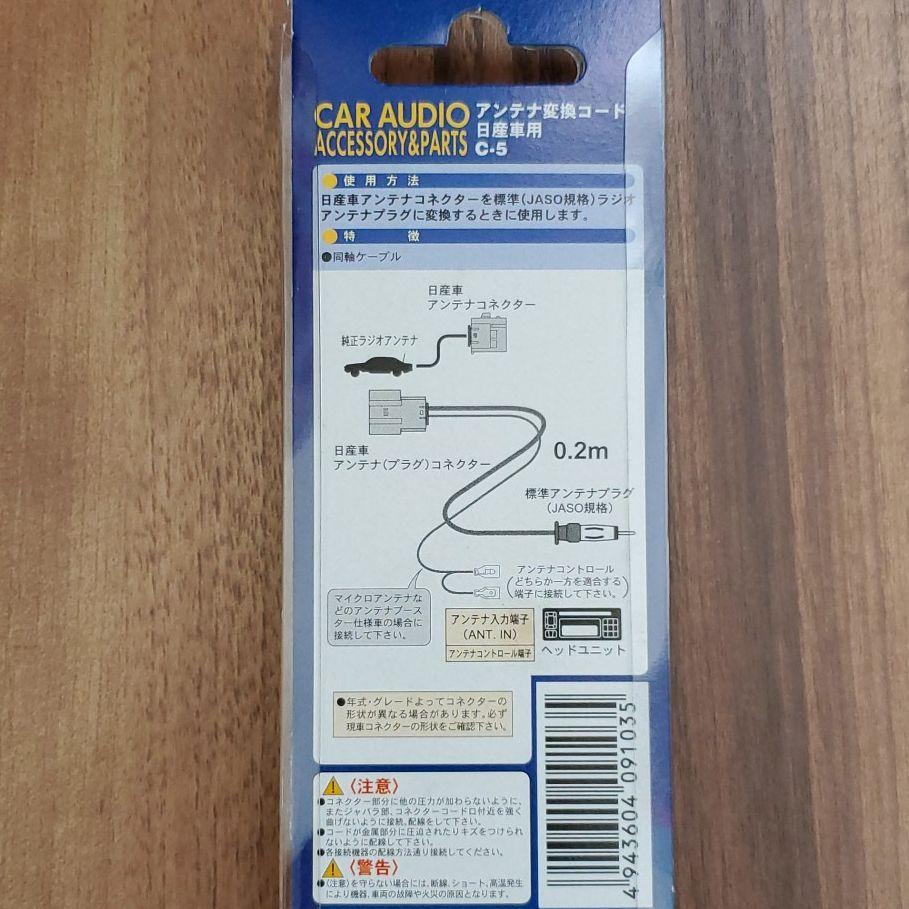 CAR AUDIO
ACCESSORY&PARTS
アンテナ変換コード
日産車用
C-5
使用方法
日産車アンテナコネクターを標準(JASO規格)ラジオ
アンテナプラグに変換するときに使用します。
特 徴
●同軸ケーブル
日産車
アンテナコネクター
純正ラジオアンテナ
日産車
アンテナ(プラグ)コネクター
0.2m
標準アンテナプラグ
(JASO規格)
アンテナコントロール
(どちらか一方を適合する
端子に接続して下さい。)
マイクロアンテナな
どのアンテナブース
ター仕様車の場合に
接続して下さい。
アンテナ入力端子
(ANT. IN)
アンテナコントロール端子
ヘッドユニット
●年式・グレードよってコネクターの
形状が異なる場合があります。必ず
現車コネクターの形状をご確認下さい。
〈注意〉
●コネクター部分に他の圧力が加わらないように、
またジャバラ部、コネクターコード口付近を強く
曲げないように接続、配線をして下さい。
●コードが金属部分に圧迫されたりキズをつけられ
ないように配線して下さい。
●各接続機器の配線方法通り接続してください。
〈警告〉
●〈注意〉を守らない場合には、断線、ショート、高温発生
により機器、車両の故障や火災の原因となります。
4943604091035